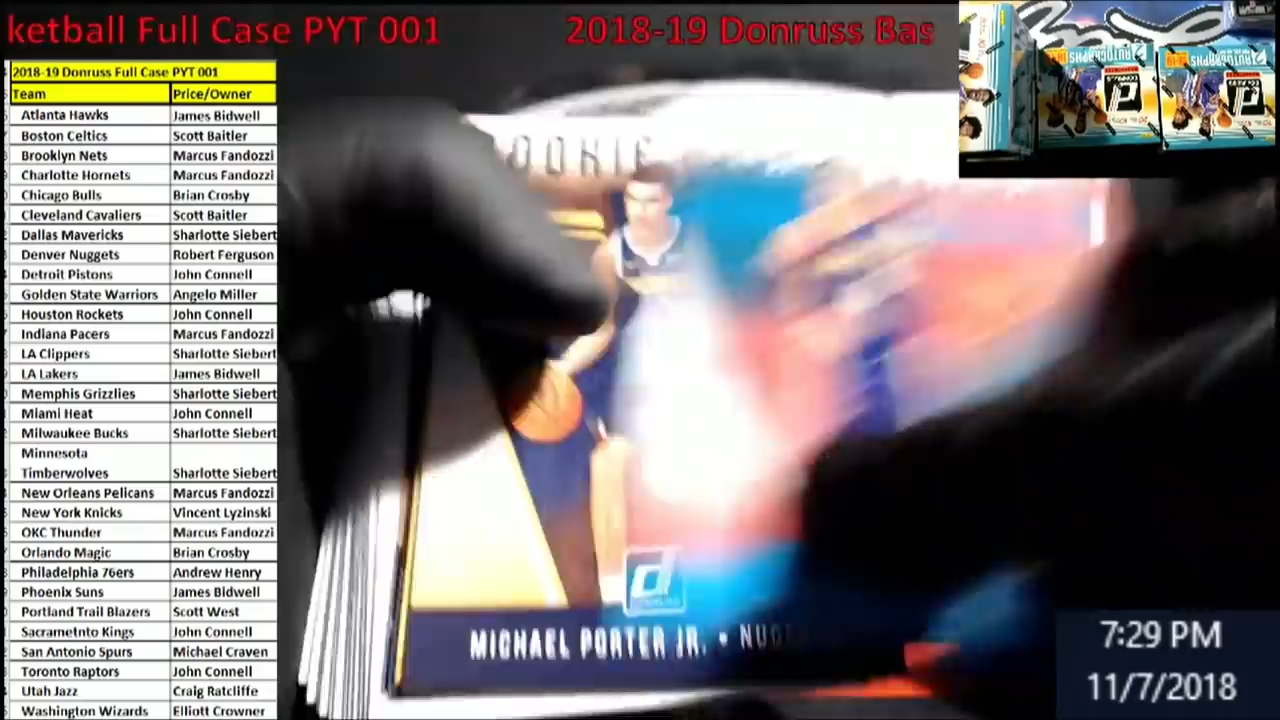 ketball Full Case PYT 001 2018-19 Donruss Bas
2018-19 Donruss Full Case PYT 001
Team Price/Owner
Atlanta Hawks James Bidwell
Boston Celtics Scott Baitler
Brooklyn Nets Marcus Fandozzi
Charlotte Hornets Marcus Fandozzi
Chicago Bulls Brian Crosby
Cleveland Cavaliers Scott Baitler
Dallas Mavericks Sharlotte Siebert
Denver Nuggets Robert Ferguson
Detroit Pistons John Connell
Golden State Warriors Angelo Miller
Houston Rockets John Connell
Indiana Pacers Marcus Fandozzi
LA Clippers Sharlotte Siebert
LA Lakers James Bidwell
Memphis Grizzlies Sharlotte Siebert
Miami Heat John Connell
Milwaukee Bucks Sharlotte Siebert
Minnesota
Timberwolves Sharlotte Siebert
New Orleans Pelicans Marcus Fandozzi
New York Knicks Vincent Lyzinski
OKC Thunder Marcus Fandozzi
Orlando Magic Brian Crosby
Philadelphia 76ers Andrew Henry
Phoenix Suns James Bidwell
Portland Trail Blazers Scott West
Sacrametnto Kings John Connell
San Antonio Spurs Michael Craven
Toronto Raptors John Connell
Utah Jazz Craig Ratcliffe
Washington Wizards Elliott Crowner
OOKIE
d
MICHAEL PORTER JR. • NUG
AUTOGRAPHS
AUTOGRAPHS
7:29 PM
11/7/2018